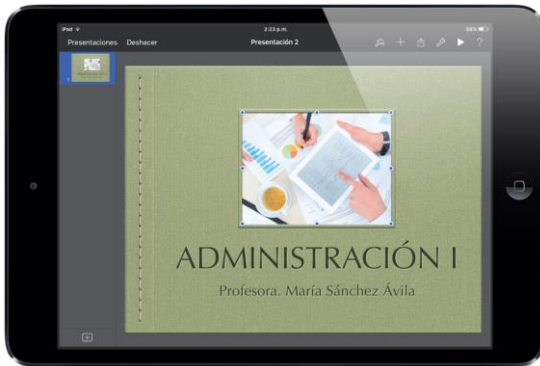 iPad
2:23 p.m.
Presentaciones Deshacer
Presentación 2
ADMINISTRACIÓN I
Profesora. María Sánchez Ávila